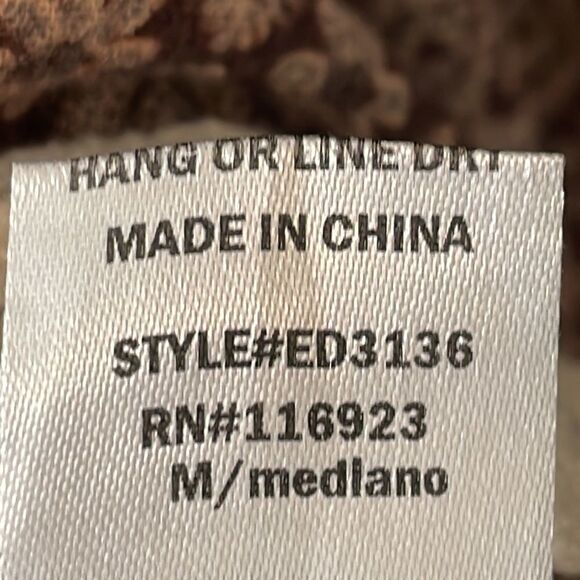 HANG OR LINE DRY
MADE IN CHINA
STYLE#ED3136
RN#116923
M/mediano